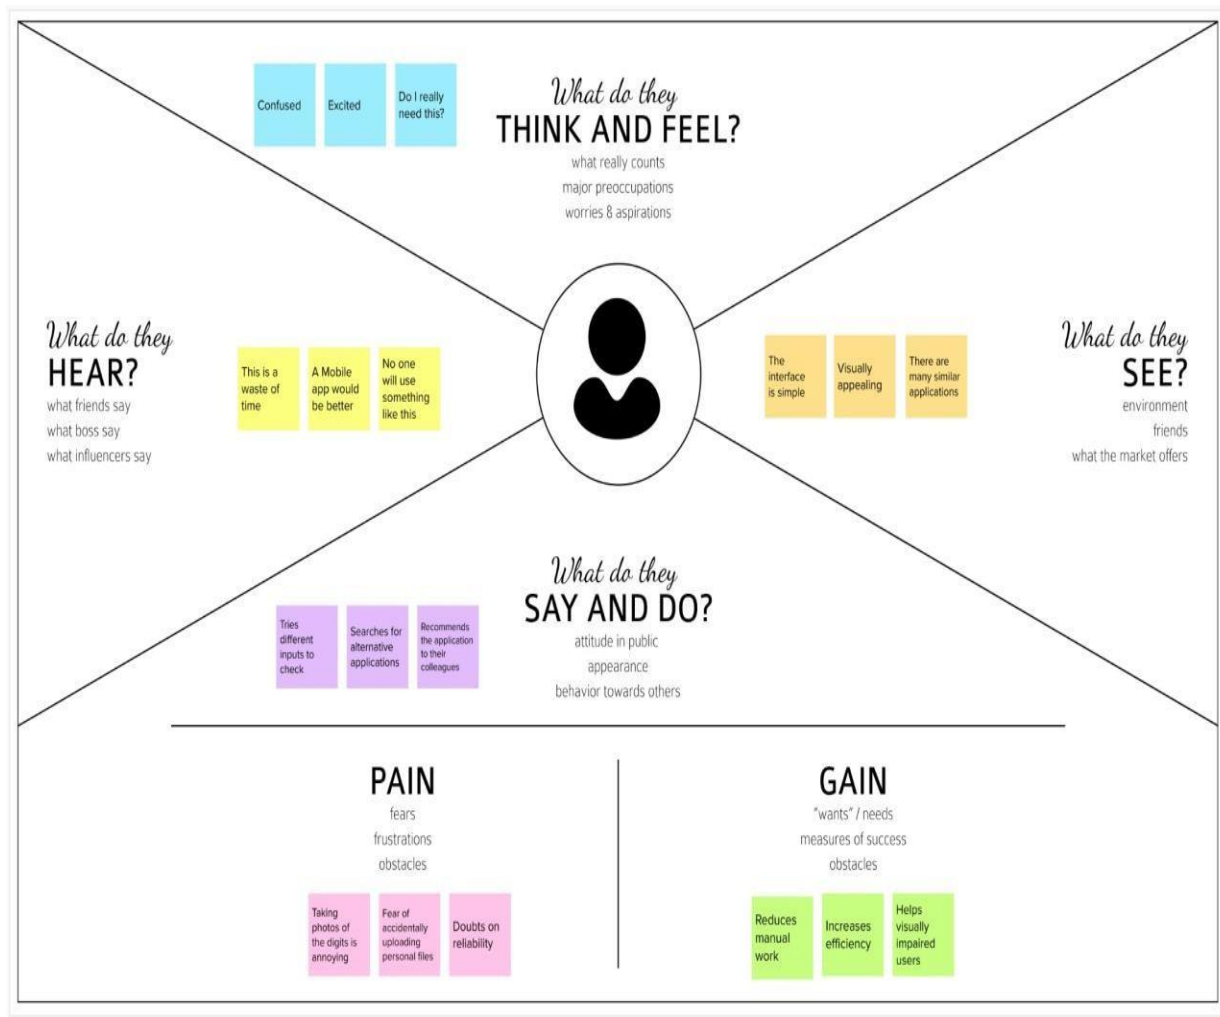 Confused
Excited
Do I really
need this?
What do they
THINK AND FEEL?
what really counts
major preoccupations
worries & aspirations
What do they
HEAR?
what friends say
what boss say
what influencers say
This is a
waste of
time
A Mobile
app would
be better
No one
will use
something
like this
The
interface
is simple
Visually
appealing
There are
many similar
applications
What do they
SEE?
environment
friends
what the market offers
What do they
SAY AND DO?
attitude in public
appearance
behavior towards others
Tries
different
inputs to
check
Searches for
alternative
applications
Recommends
the application
to their
colleagues
PAIN
fears
frustrations
obstacles
Taking
photos of
the digits is
annoying
Fear of
accidentally
uploading
personal files
Doubts on
reliability
GAIN
"wants" / needs
measures of success
obstacles
Reduces
manual
work
Increases
efficiency
Helps
visually
impaired
users